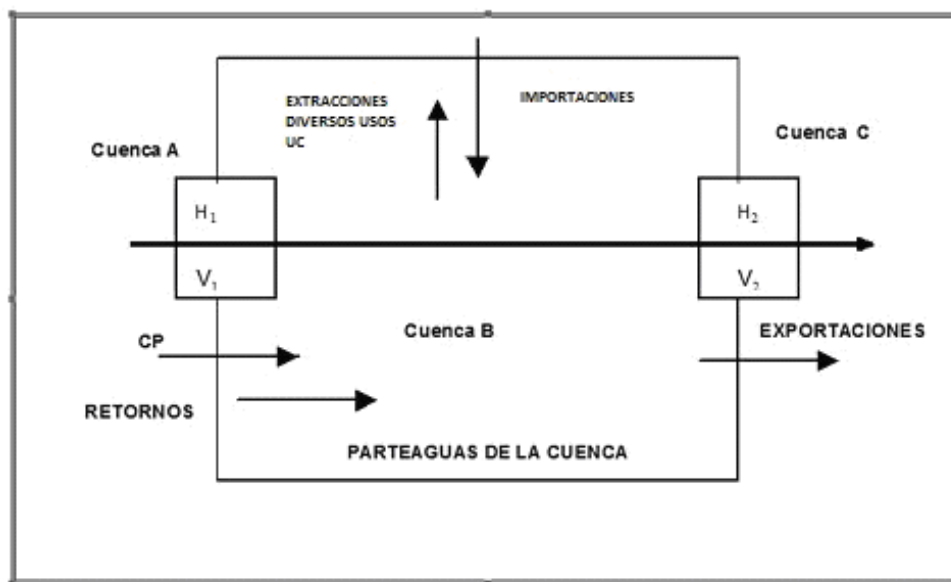 EXTRACCIONES
DIVERSOS USOS
UC
IMPORTACIONES
Cuenca A
Cuenca C
H₁
H₂
V₁
V₂
CP
Cuenca B
EXPORTACIONES
RETORNOS
PARTEAGUAS DE LA CUENCA